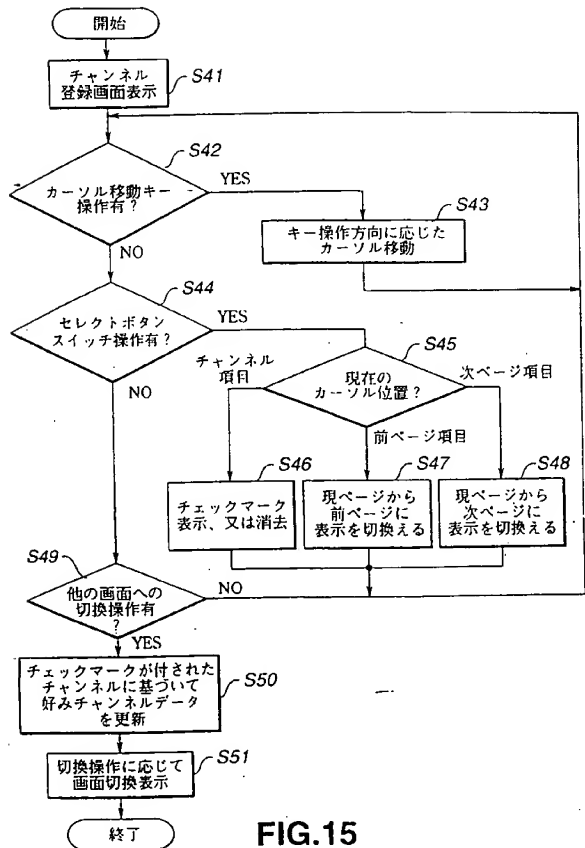 開始
チャンネル
登録画面表示
S41
S42
カーソル移動キー
操作有?
YES
NO
S43
キー操作方向に応じた
カーソル移動
S44
セレクトボタン
スイッチ操作有?
YES
NO
S45
現在の
カーソル位置?
チャンネル
項目
次ページ項目
前ページ項目
S46
チェックマーク
表示、又は消去
S47
現ページから
前ページに
表示を切換える
S48
現ページから
次ページに
表示を切換える
S49
他の画面への
切換操作有
?
NO
YES
チェックマークが付された
チャンネルに基づいて
好みチャンネルデータ
を更新
S50
切換操作に応じて
画面切換表示
S51
終了
FIG.15